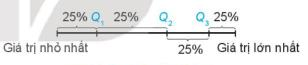 25% Q₁ 25% Q₂ Q₃ 25%
25%
Giá trị nhỏ nhất Giá trị lớn nhất